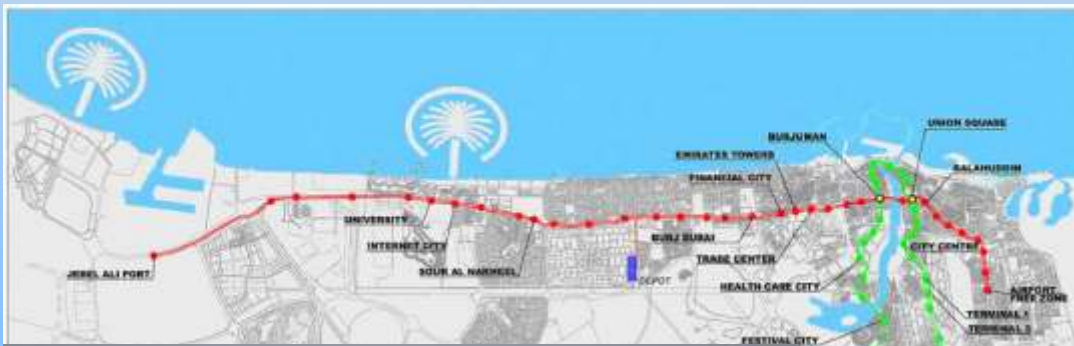 UNION SQUARE
BURJUMAN
EMIRATES TOWERS
SALAHUDDIN
FINANCIAL CITY
UNIVERSITY
INTERNET CITY
BURJ DUBAI
CITY CENTRE
TRADE CENTER
JEBEL ALI PORT
SOUR AL NAKHEEL
DEPOT
HEALTH CARE CITY
AIRPORT
FREE ZONE
TERMINAL 1
TERMINAL 3
FESTIVAL CITY